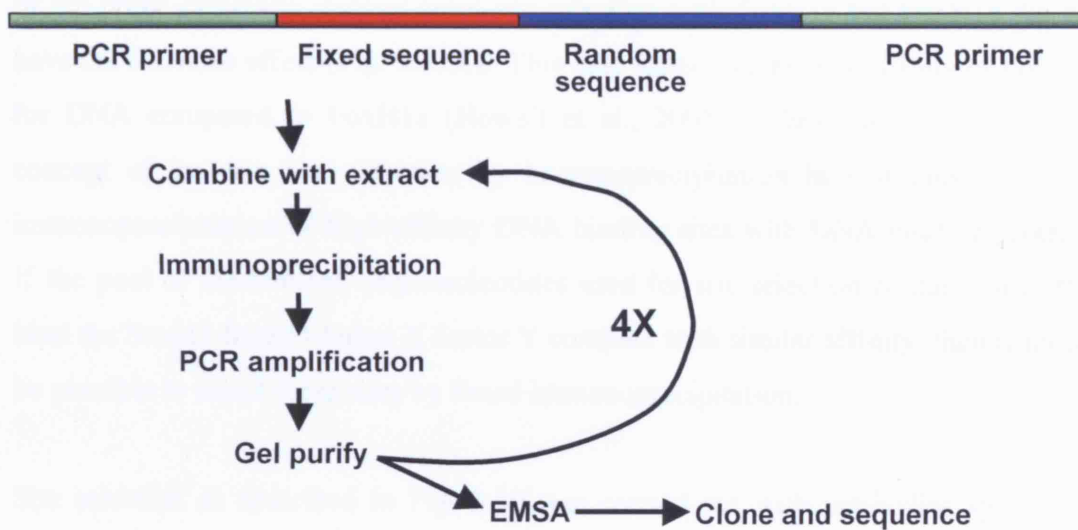 PCR primer Fixed sequence Random sequence PCR primer
Combine with extract
Immunoprecipitation
4X
PCR amplification
Gel purify
EMSA Clone and sequence